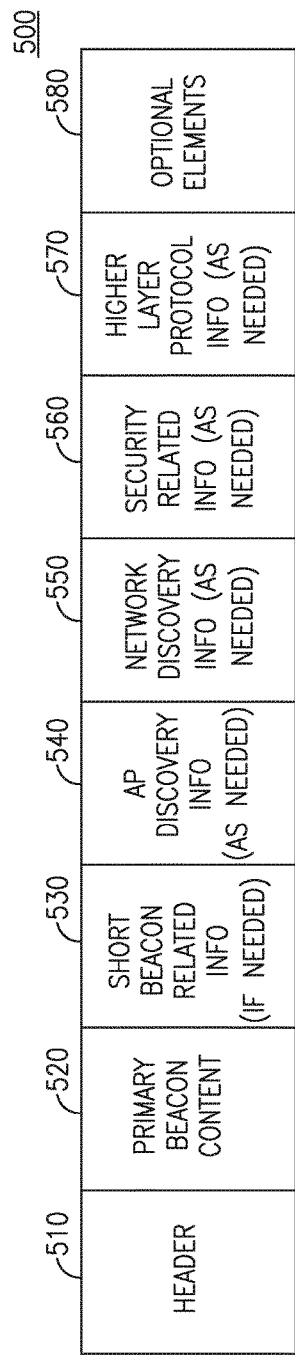 500
510
HEADER
520
PRIMARY
BEACON
CONTENT
530
SHORT
BEACON
RELATED
INFO
(IF NEEDED)
540
AP
DISCOVERY
INFO
(AS NEEDED)
550
NETWORK
DISCOVERY
INFO (AS
NEEDED)
560
SECURITY
RELATED
INFO (AS
NEEDED)
570
HIGHER
LAYER
PROTOCOL
INFO (AS
NEEDED)
580
OPTIONAL
ELEMENTS